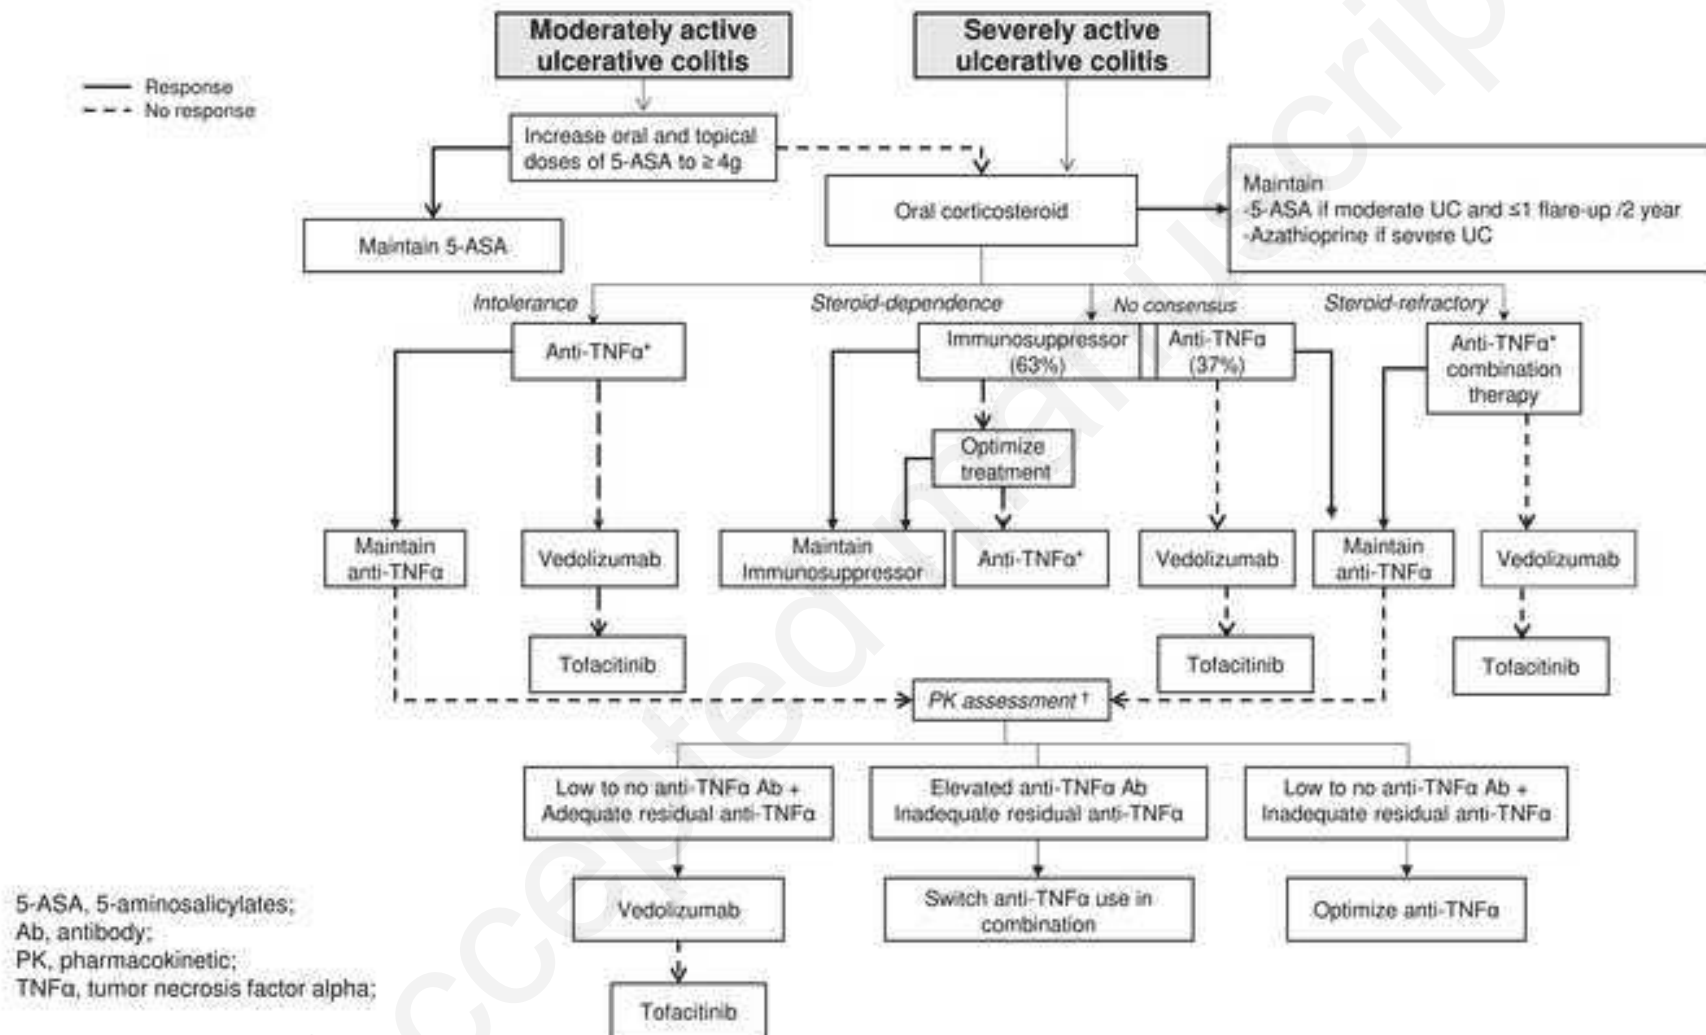 Moderately active
ulcerative colitis
Severely active
ulcerative colitis
Response
No response
Increase oral and topical
doses of 5-ASA to ≥ 4g
Maintain 5-ASA
Oral corticosteroid
Maintain
-5-ASA if moderate UC and ≤1 flare-up /2 year
-Azathioprine if severe UC
Intolerance
Steroid-dependence
No consensus
Steroid-refractory
Anti-TNFα*
Immunosuppressor
(63%)
Anti-TNFα
(37%)
Anti-TNFα*
combination
therapy
Optimize
treatment
Maintain
anti-TNFα
Vedolizumab
Maintain
Immunosuppressor
Anti-TNFα*
Vedolizumab
Maintain
anti-TNFα
Vedolizumab
Tofacitinib
Tofacitinib
Tofacitinib
PK assessment †
Low to no anti-TNFα Ab +
Adequate residual anti-TNFα
Elevated anti-TNFα Ab
Inadequate residual anti-TNFα
Low to no anti-TNFα Ab +
Inadequate residual anti-TNFα
Vedolizumab
Switch anti-TNFα use in
combination
Optimize anti-TNFα
Tofacitinib
5-ASA, 5-aminosalicylates;
Ab, antibody;
PK, pharmacokinetic;
TNFα, tumor necrosis factor alpha;
ccepted manuscrip